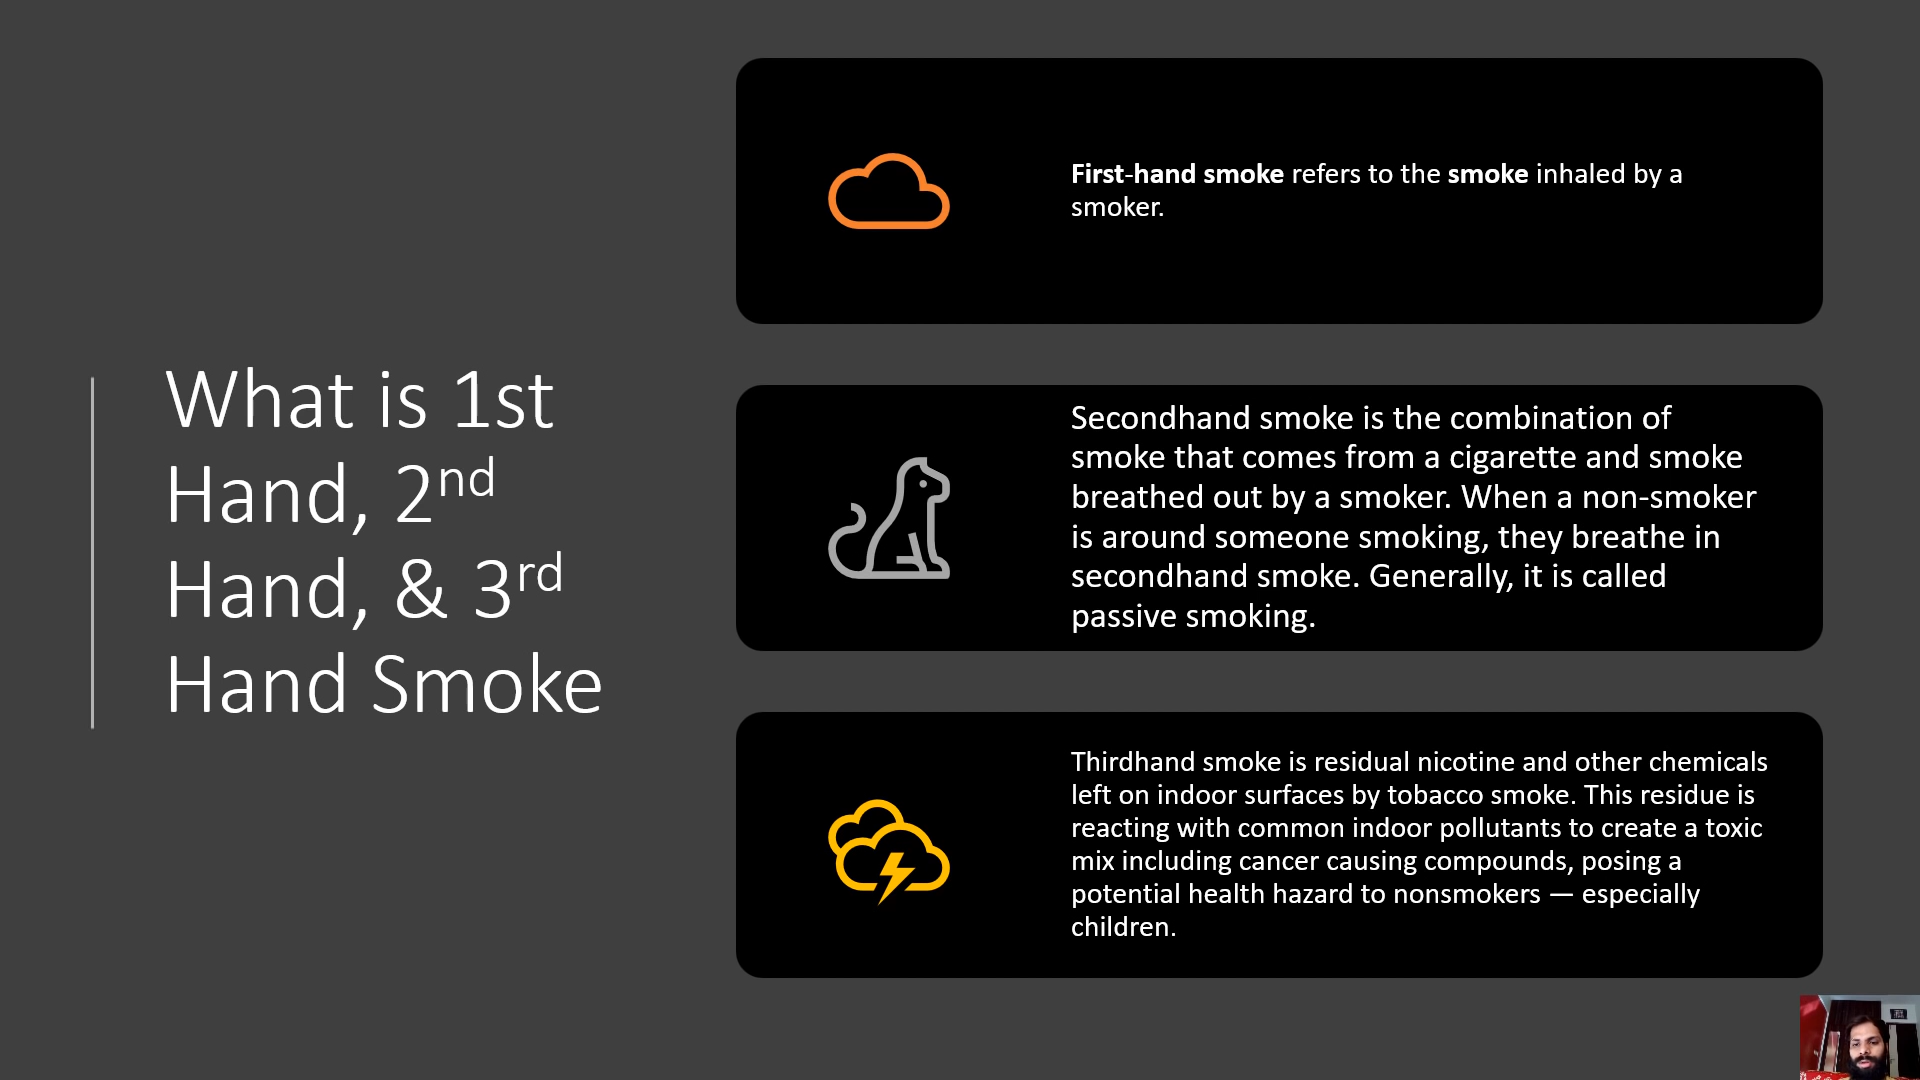 What is 1st
Hand, 2nd
Hand, & 3rd
Hand Smoke
First-hand smoke refers to the smoke inhaled by a
smoker.
Secondhand smoke is the combination of
smoke that comes from a cigarette and smoke
breathed out by a smoker. When a non-smoker
is around someone smoking, they breathe in
secondhand smoke. Generally, it is called
passive smoking.
Thirdhand smoke is residual nicotine and other chemicals
left on indoor surfaces by tobacco smoke. This residue is
reacting with common indoor pollutants to create a toxic
mix including cancer causing compounds, posing a
potential health hazard to nonsmokers — especially
children.